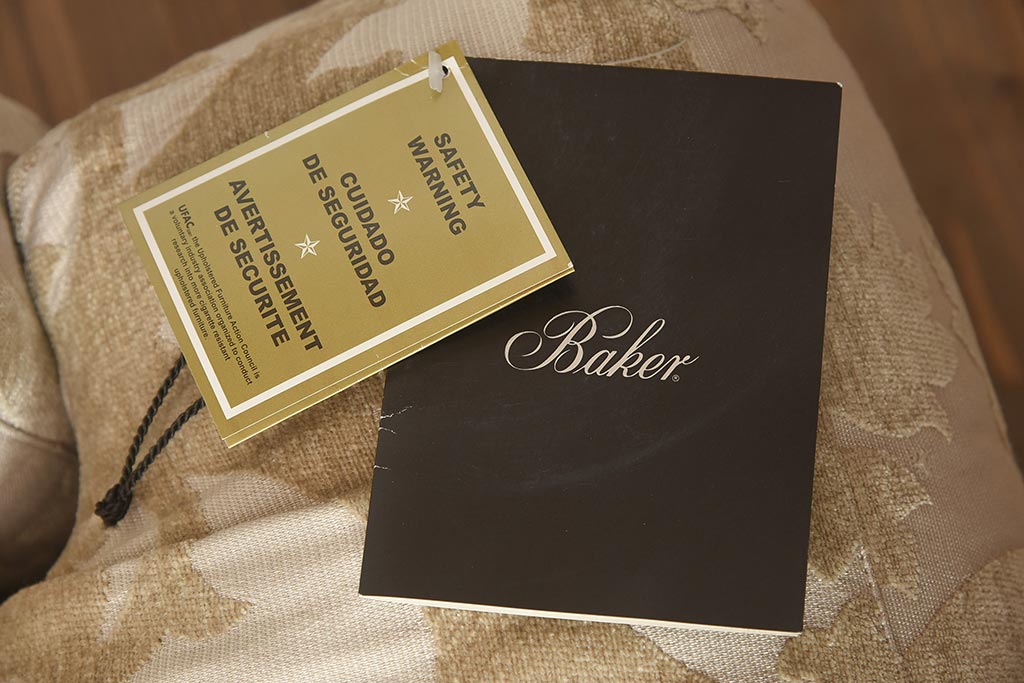 SAFETY
WARNING
CUIDADO
DE SEGURIDAD
AVERTISSEMENT
DE SECURITE
UFAC the Upholstered Furniture Action Council is
a voluntary industry association organized to conduct
research into more cigarette resistant
upholstered furniture.
Baker®